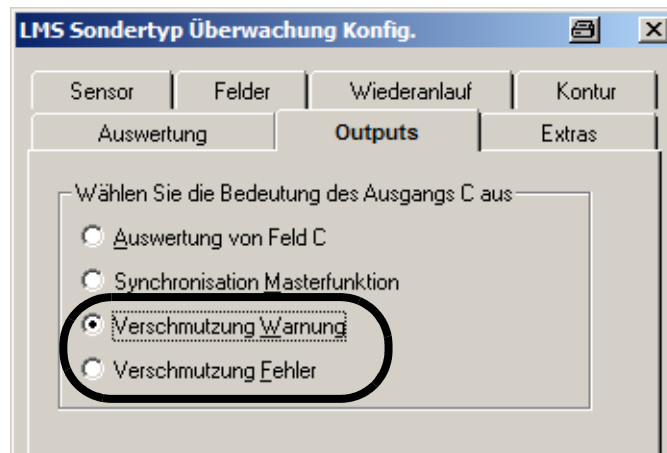 LMS Sondertyp Überwachung Konfig.
Sensor Felder Wiederanlauf Kontur
Auswertung Outputs Extras
Wählen Sie die Bedeutung des Ausgangs C aus
Auswertung von Feld C
Synchronisation Masterfunktion
Verschmutzung Warnung
Verschmutzung Fehler